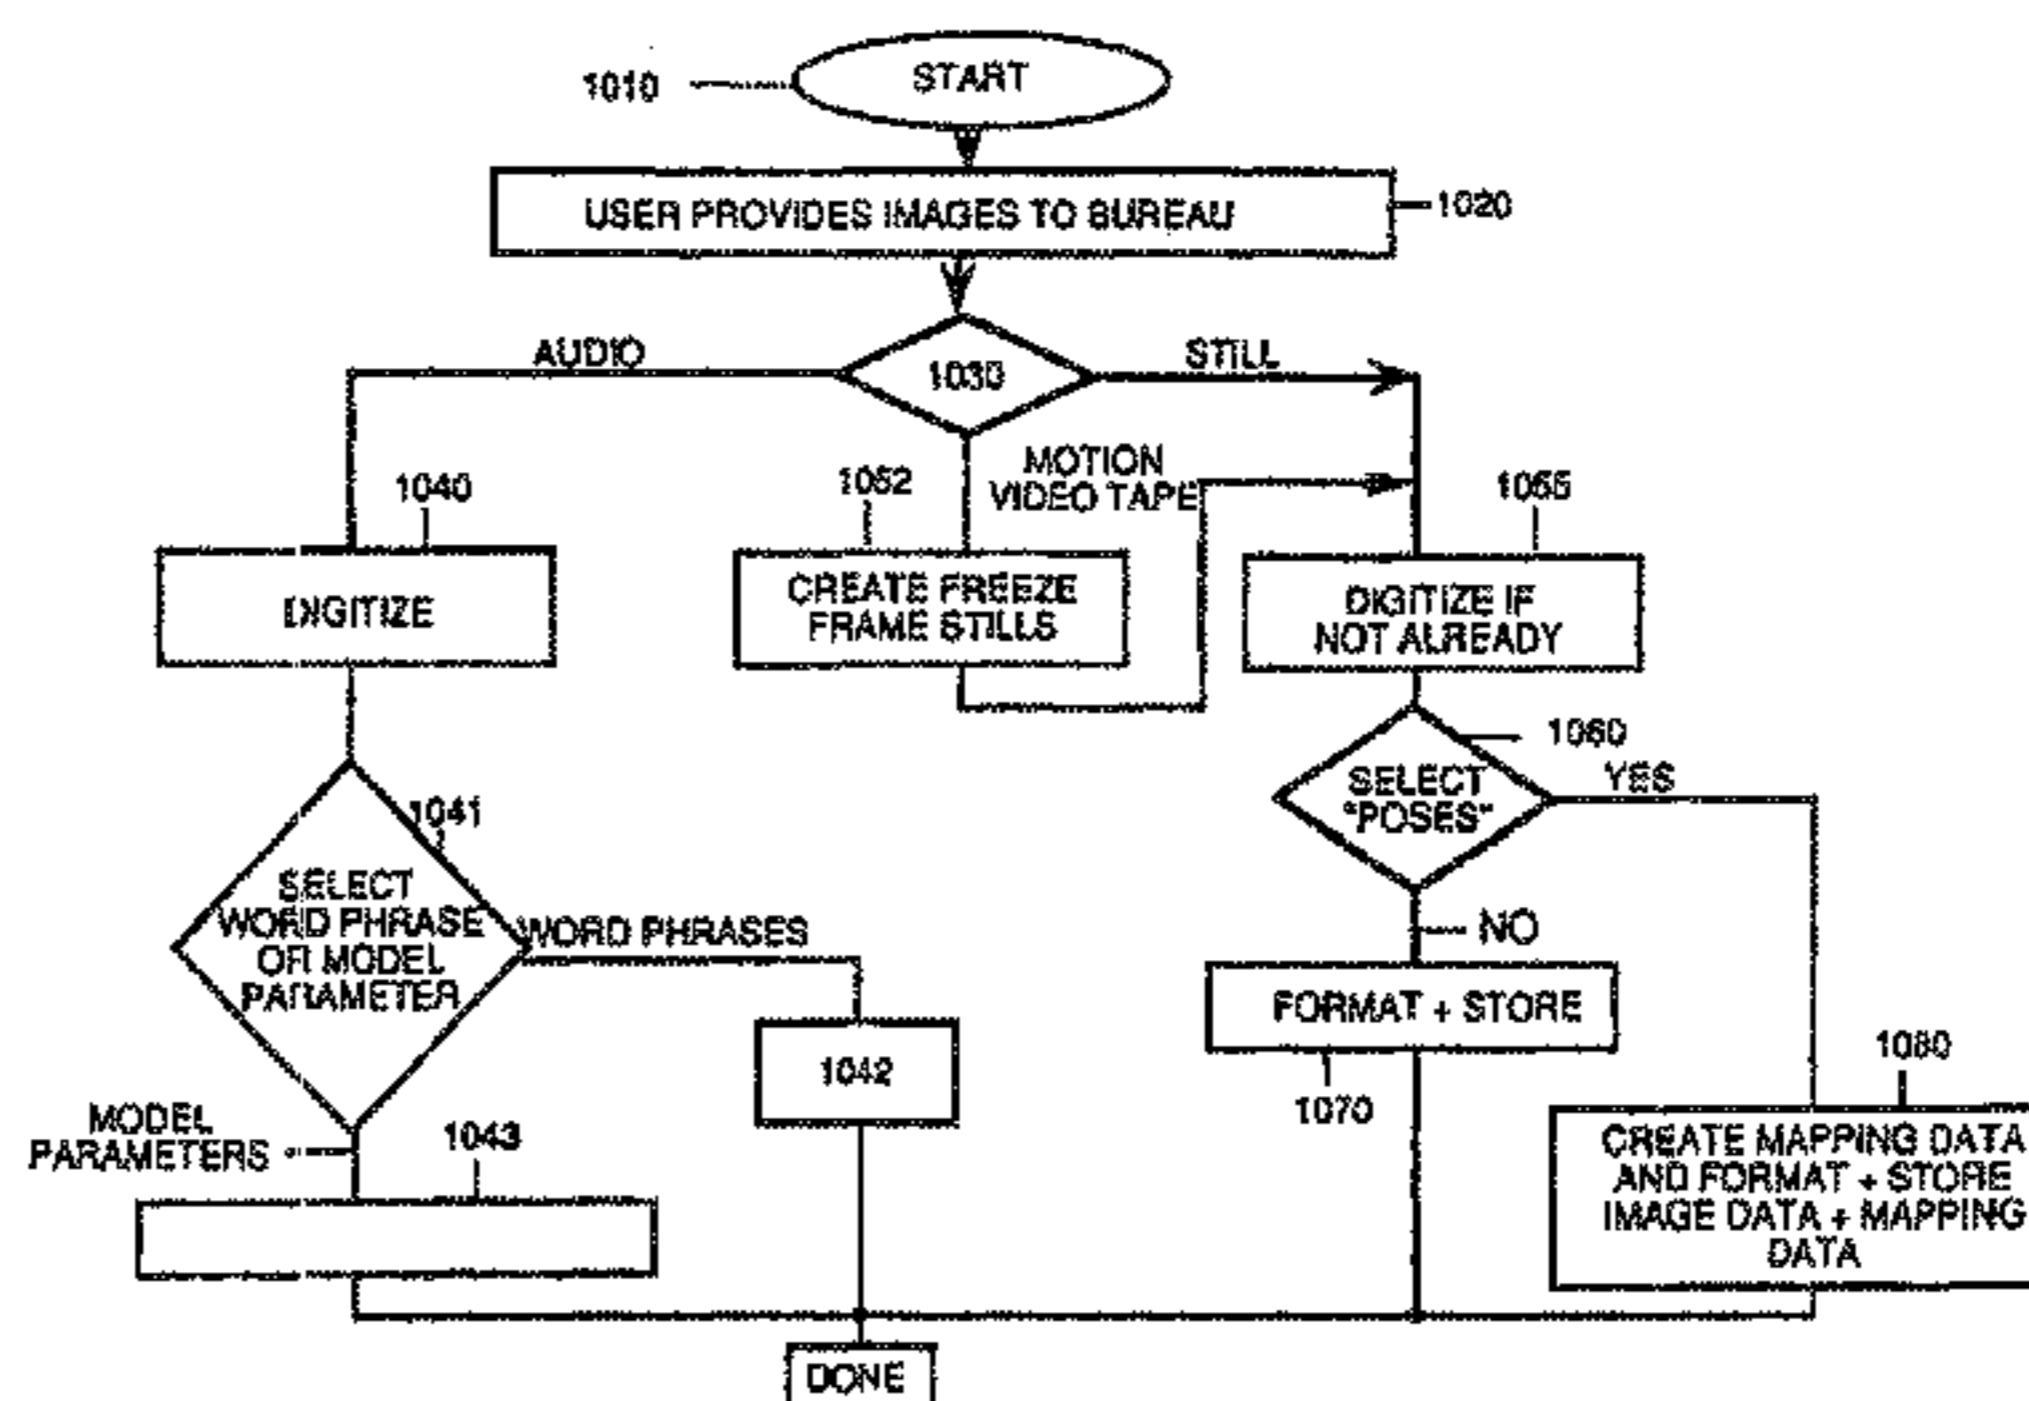 START
1010
USER PROVIDES IMAGES TO BUREAU
1020
AUDIO
1030
STILL
MOTION
VIDEO TAPE
1040
1052
1055
DIGITIZE
CREATE FREEZE
FRAME STILLS
DIGITIZE IF
NOT ALREADY
1060
SELECT
"POSES"
YES
1041
SELECT
WORD PHRASE
OR MODEL
PARAMETER
WORD PHRASES
NO
FORMAT + STORE
1042
1070
1080
MODEL
PARAMETERS
1043
CREATE MAPPING DATA
AND FORMAT + STORE
IMAGE DATA + MAPPING
DATA
DONE